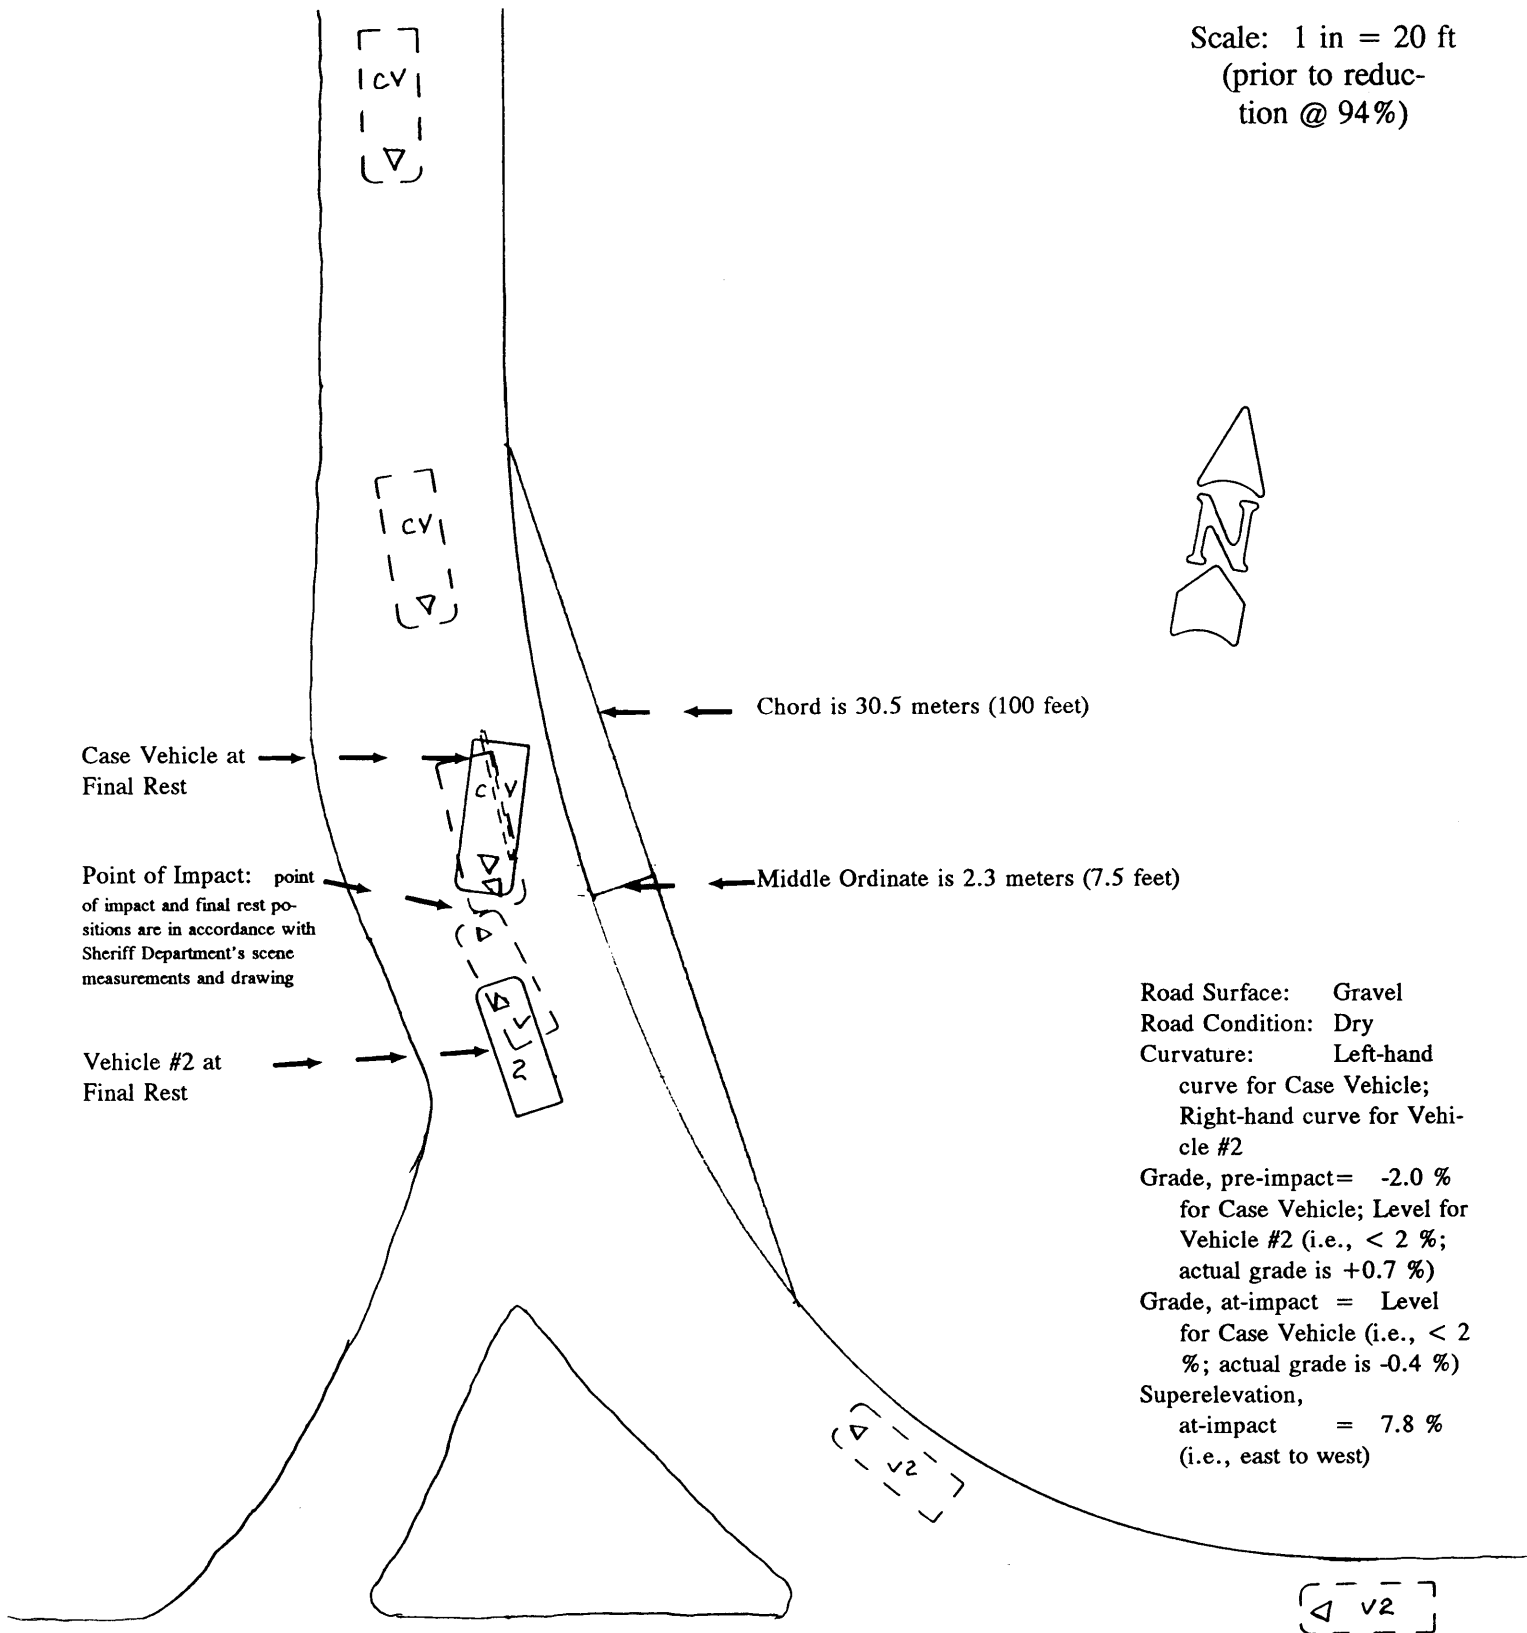 Scale: 1 in = 20 ft
(prior to reduc-
tion @ 94%)
CV
CV
N
Chord is 30.5 meters (100 feet)
Case Vehicle at
Final Rest
C V
Point of Impact: point
of impact and final rest po-
sitions are in accordance with
Sheriff Department's scene
measurements and drawing
Middle Ordinate is 2.3 meters (7.5 feet)
Vehicle #2 at
Final Rest
V
2
Road Surface: Gravel
Road Condition: Dry
Curvature: Left-hand
curve for Case Vehicle;
Right-hand curve for Vehi-
cle #2
Grade, pre-impact= -2.0 %
for Case Vehicle; Level for
Vehicle #2 (i.e., < 2 %;
actual grade is +0.7 %)
Grade, at-impact = Level
for Case Vehicle (i.e., < 2
%; actual grade is -0.4 %)
Superelevation,
at-impact = 7.8 %
(i.e., east to west)
V2
V2